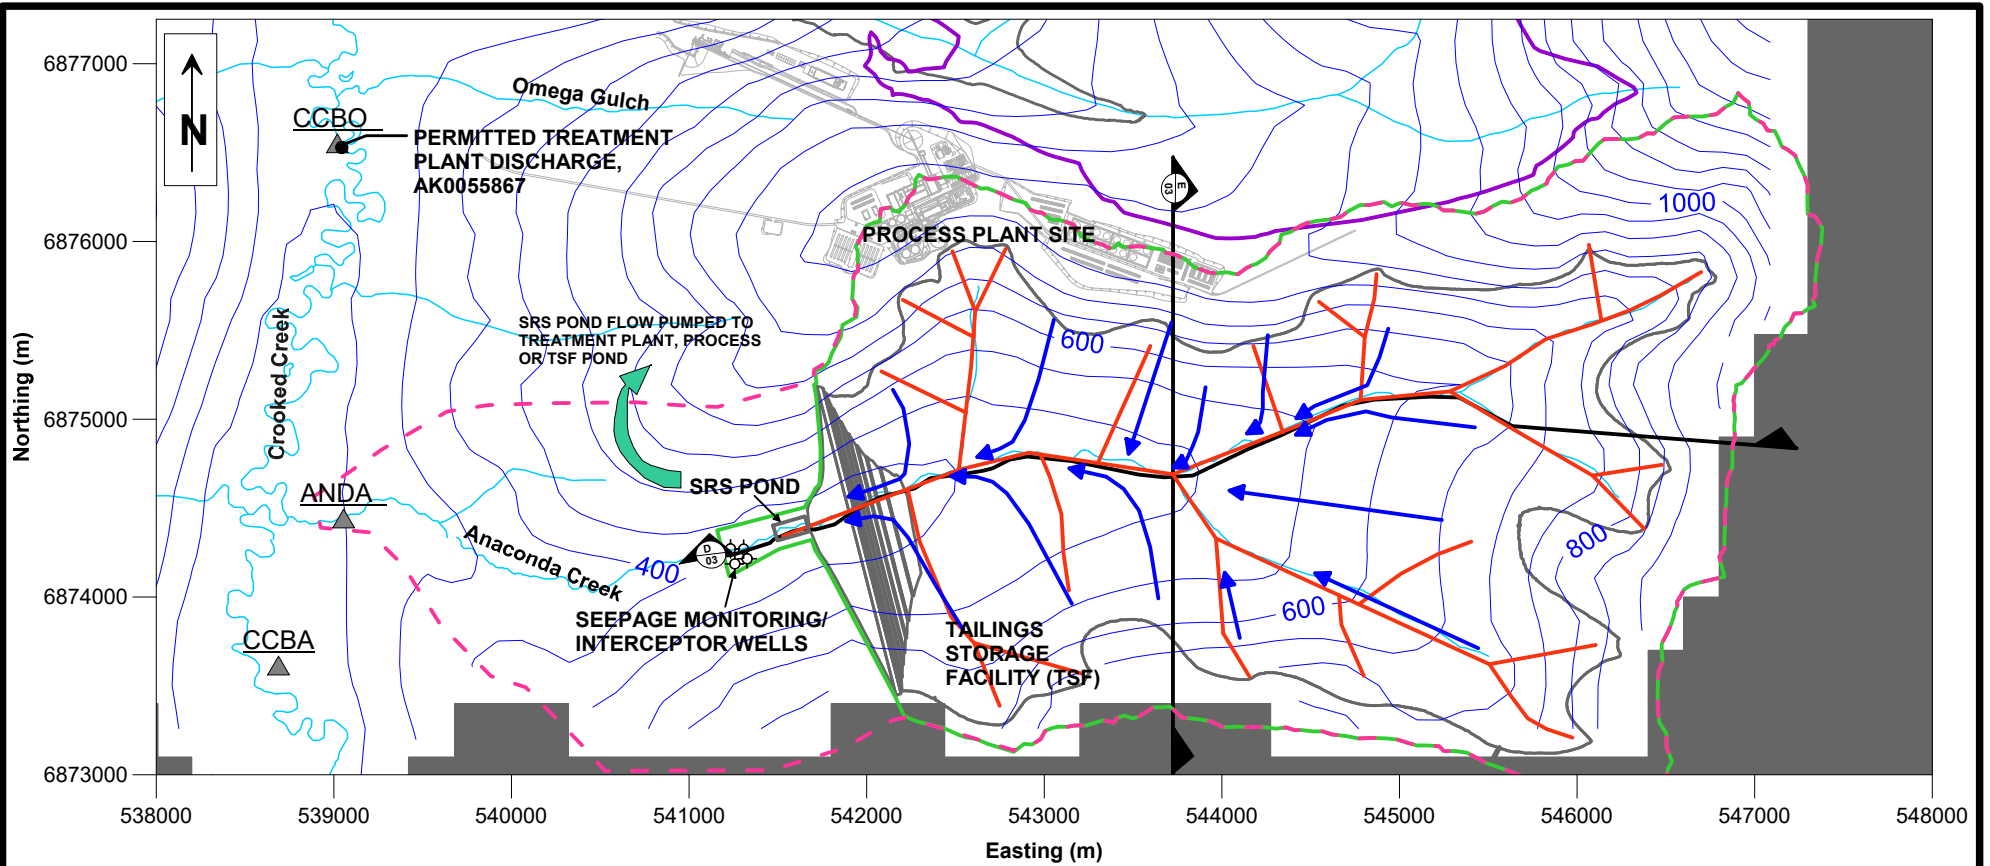 6877000
6876000
6875000
6874000
6873000
Northing (m)
N
CCBO
PERMITTED TREATMENT
PLANT DISCHARGE,
AK0055867
Omega Gulch
E
03
1000
PROCESS PLANT SITE
Crooked Creek
SRS POND FLOW PUMPED TO
TREATMENT PLANT, PROCESS
OR TSF POND
600
ANDA
SRS POND
Anaconda Creek
D
03
400
800
600
SEEPAGE MONITORING/
INTERCEPTOR WELLS
TAILINGS
STORAGE
FACILITY (TSF)
CCBA
538000
539000
540000
541000
542000
543000
544000
545000
546000
547000
548000
Easting (m)